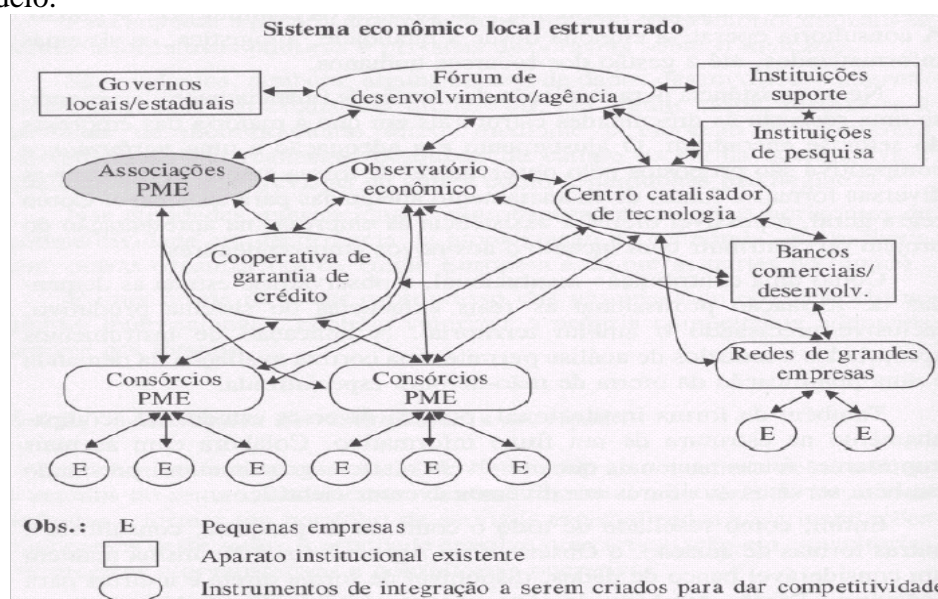 delo:
Sistema econômico local estruturado
Governos
locais/estaduais
Fórum de
desenvolvimento/agência
Instituições
suporte
Instituições
de pesquisa
Associações
PME
Observatório
econômico
Centro catalisador
de tecnologia
Cooperativa de
garantia de
crédito
Bancos
comerciais/
desenvolv.
Redes de grandes
empresas
Consórcios
PME
Consórcios
PME
E E
E E E E E E
Obs.: E Pequenas empresas
Aparato institucional existente
Instrumentos de integração a serem criados para dar competitividade